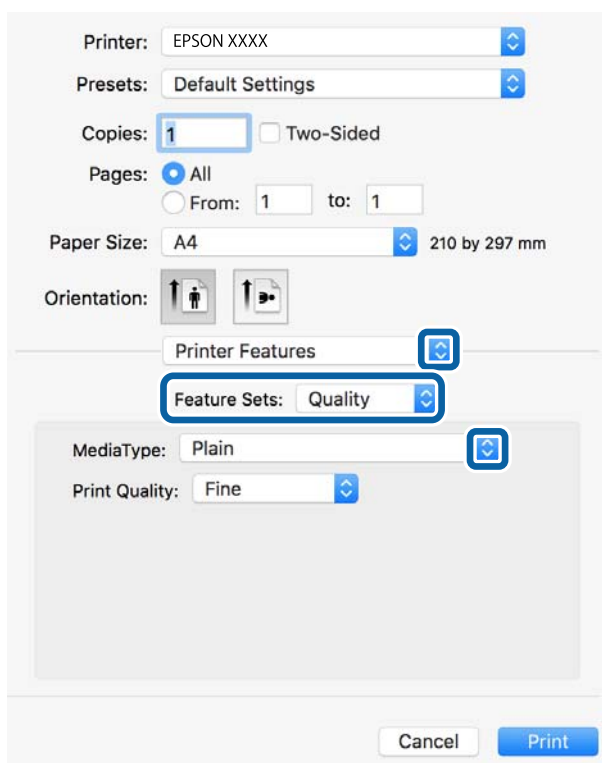 Printer: EPSON XXXX
Presets: Default Settings
Copies: 1 Two-Sided
Pages: All
From: 1 to: 1
Paper Size: A4 210 by 297 mm
Orientation:
Printer Features
Feature Sets: Quality
MediaType: Plain
Print Quality: Fine
Cancel Print